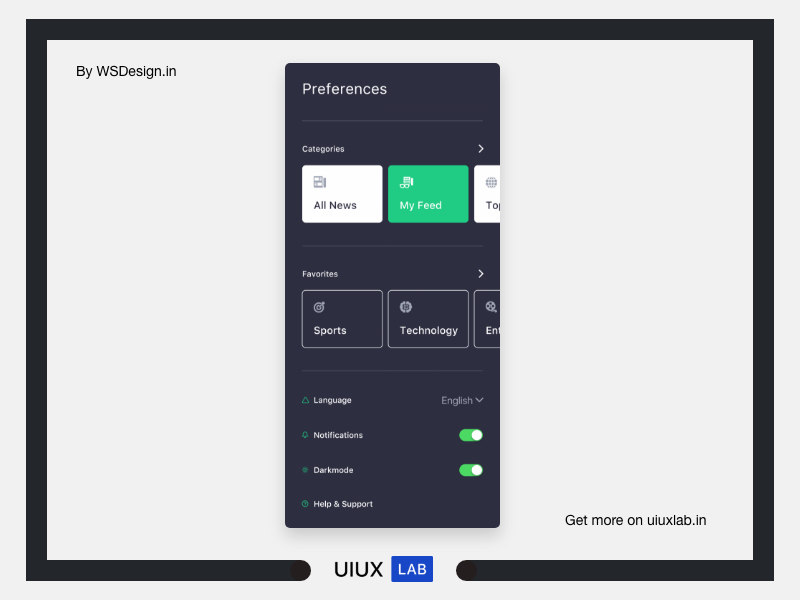 By WSDesign.in
Preferences
Categories
All News
My Feed
Top
Favorites
Sports
Technology
Ent
Language
English
Notifications
Darkmode
Help & Support
Get more on uiuxlab.in
UIUX LAB